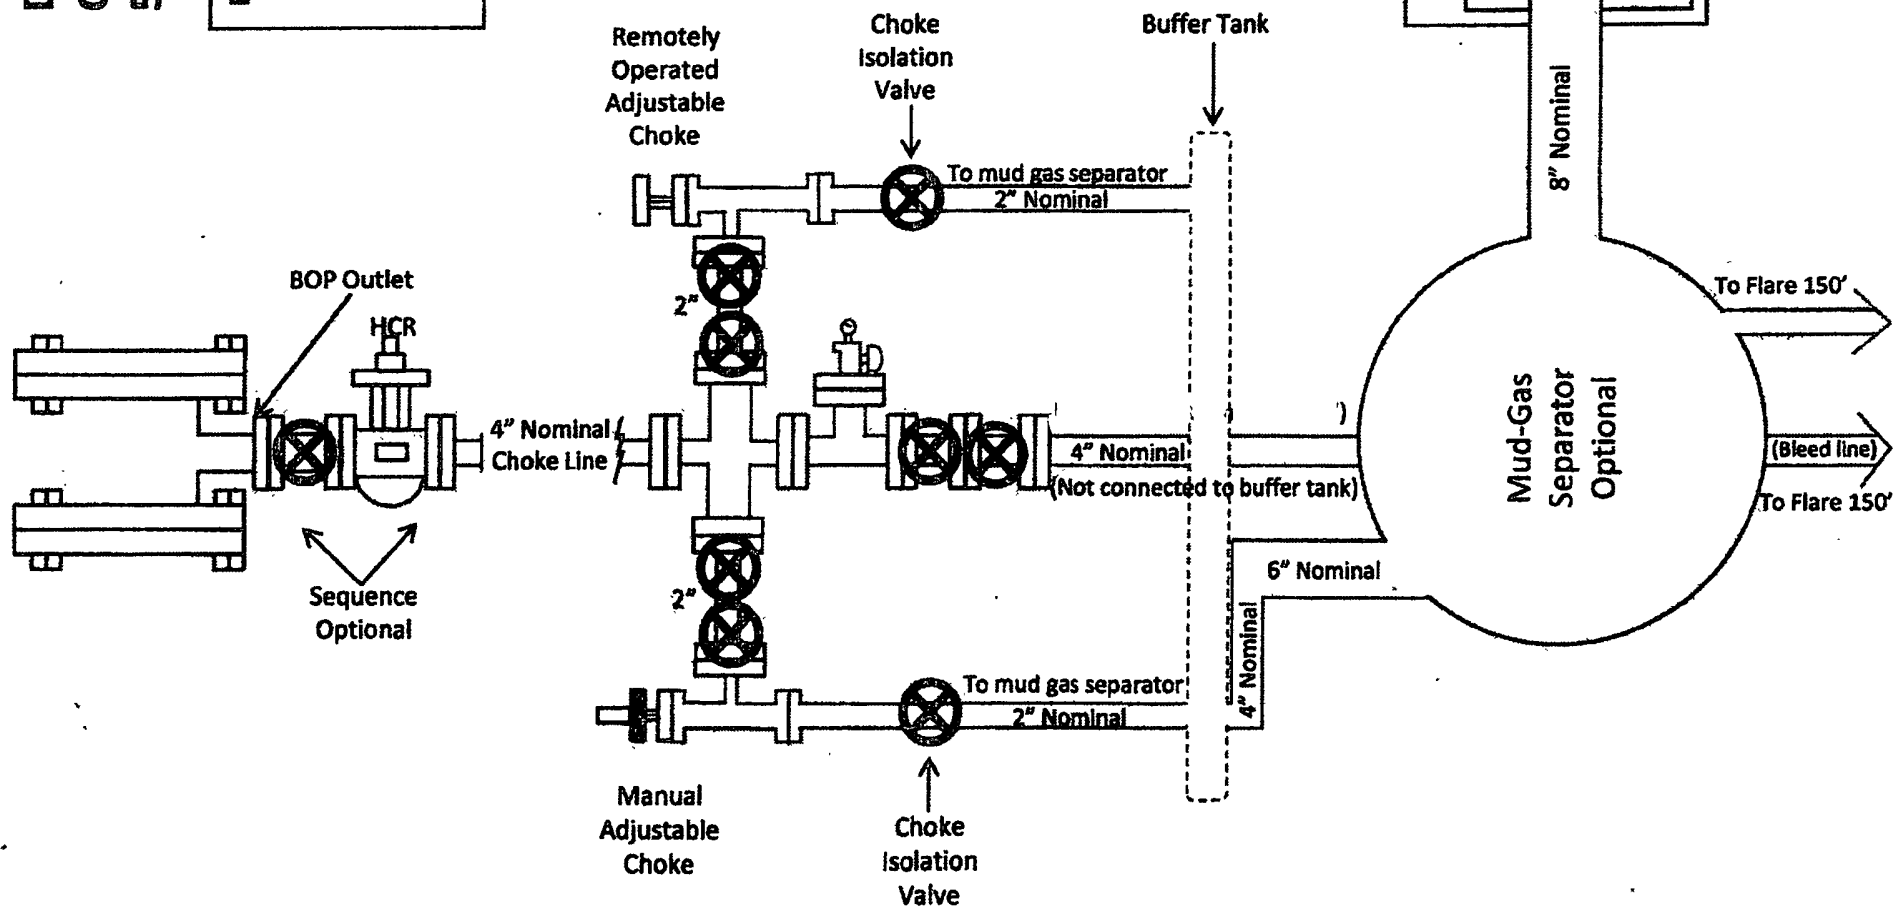 Remotely
Operated
Adjustable
Choke
Choke
Isolation
Valve
Buffer Tank
8" Nominal
To mud gas separator
2" Nominal
BOP Outlet
HCR
2"
To Flare 150'
4" Nominal
Choke Line
4" Nominal
(Not connected to buffer tank)
Mud-Gas
Separator
Optional
(Bleed line)
To Flare 150'
Sequence
Optional
2"
6" Nominal
4" Nominal
To mud gas separator
2" Nominal
Manual
Adjustable
Choke
Choke
Isolation
Valve